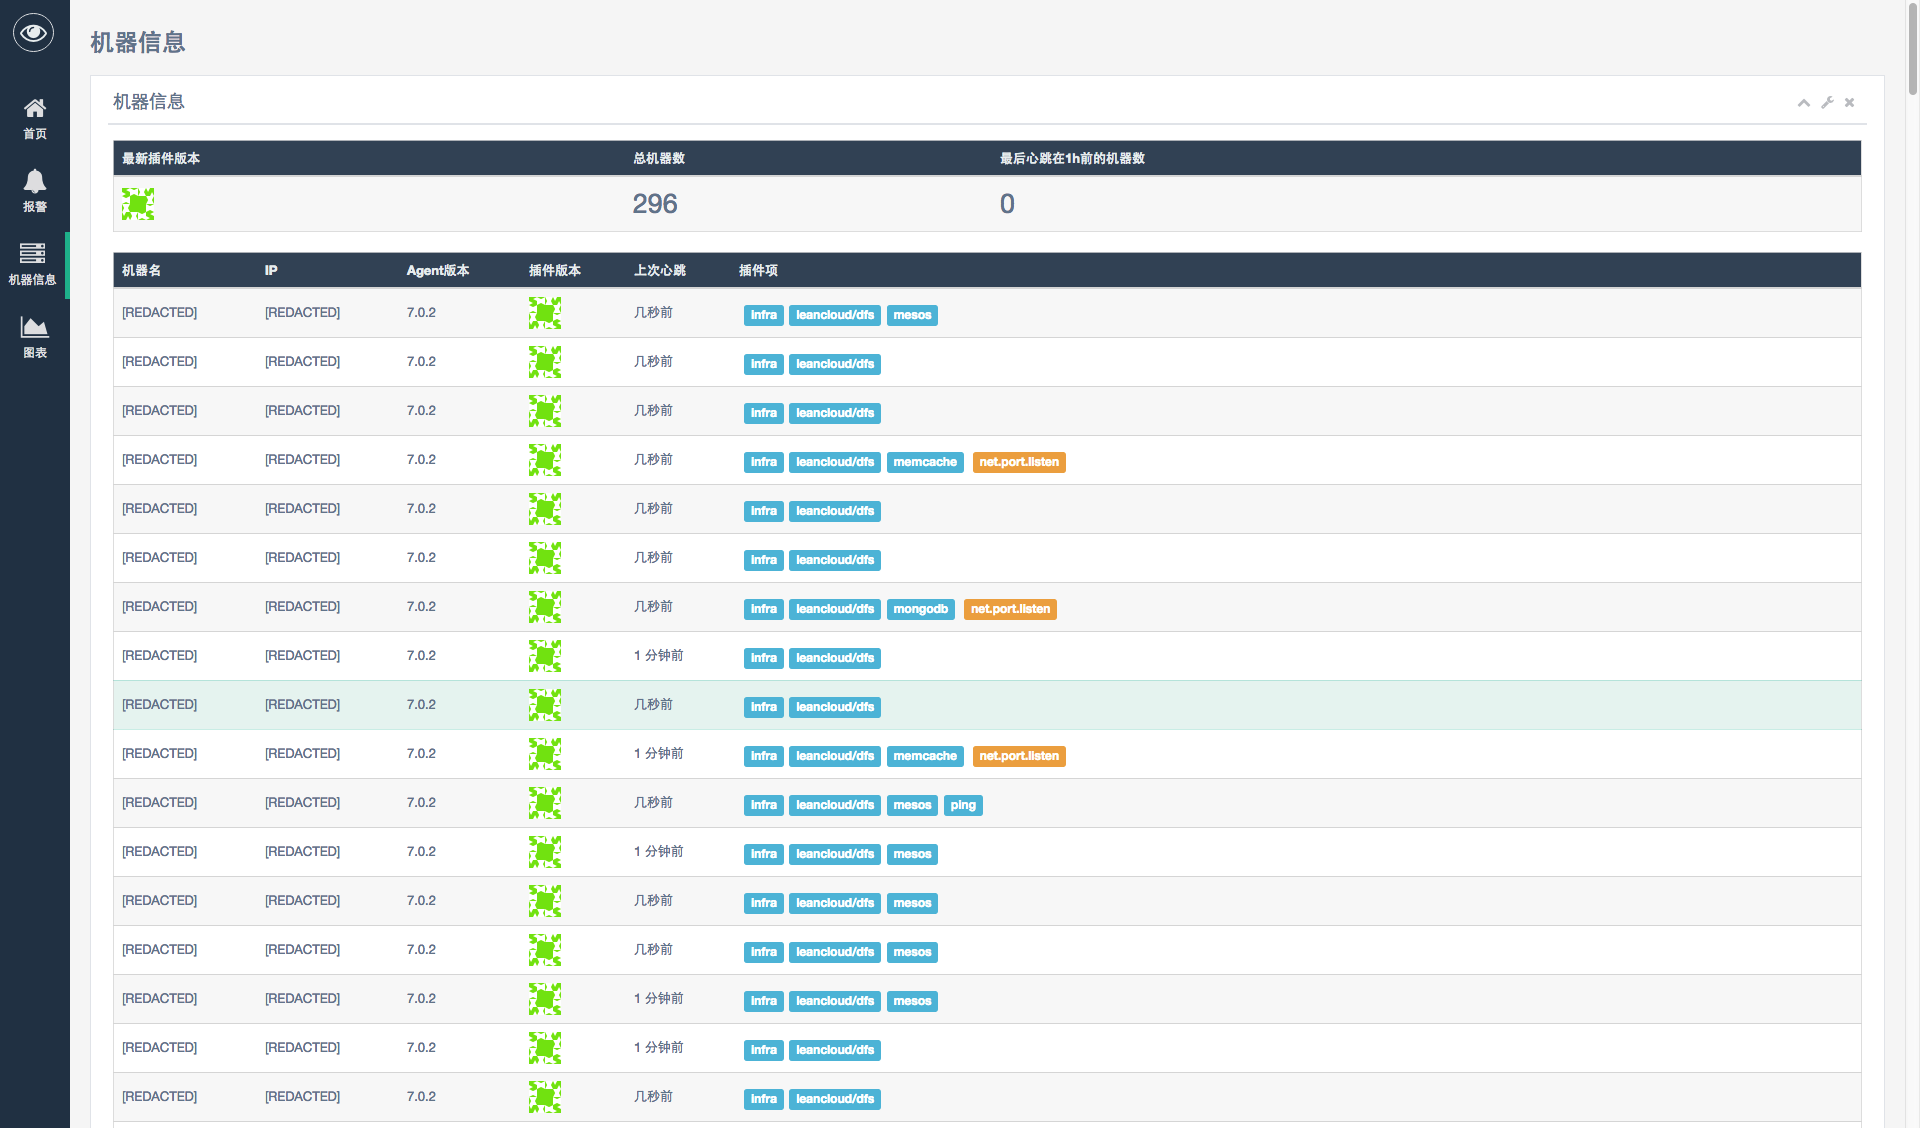 机器信息
首页
报警
机器信息
图表
机器信息
最新插件版本 总机器数 最后心跳在1h前的机器数
296 0
机器名 IP Agent版本 插件版本 上次心跳 插件项
[REDACTED] [REDACTED] 7.0.2 几秒前 infra leancloud/dfs mesos
[REDACTED] [REDACTED] 7.0.2 几秒前 infra leancloud/dfs
[REDACTED] [REDACTED] 7.0.2 几秒前 infra leancloud/dfs
[REDACTED] [REDACTED] 7.0.2 几秒前 infra leancloud/dfs memcache net.port.listen
[REDACTED] [REDACTED] 7.0.2 几秒前 infra leancloud/dfs
[REDACTED] [REDACTED] 7.0.2 几秒前 infra leancloud/dfs
[REDACTED] [REDACTED] 7.0.2 几秒前 infra leancloud/dfs mongodb net.port.listen
[REDACTED] [REDACTED] 7.0.2 1 分钟前 infra leancloud/dfs
[REDACTED] [REDACTED] 7.0.2 几秒前 infra leancloud/dfs
[REDACTED] [REDACTED] 7.0.2 1 分钟前 infra leancloud/dfs memcache net.port.listen
[REDACTED] [REDACTED] 7.0.2 几秒前 infra leancloud/dfs mesos ping
[REDACTED] [REDACTED] 7.0.2 1 分钟前 infra leancloud/dfs mesos
[REDACTED] [REDACTED] 7.0.2 几秒前 infra leancloud/dfs mesos
[REDACTED] [REDACTED] 7.0.2 几秒前 infra leancloud/dfs mesos
[REDACTED] [REDACTED] 7.0.2 1 分钟前 infra leancloud/dfs mesos
[REDACTED] [REDACTED] 7.0.2 1 分钟前 infra leancloud/dfs
[REDACTED] [REDACTED] 7.0.2 几秒前 infra leancloud/dfs